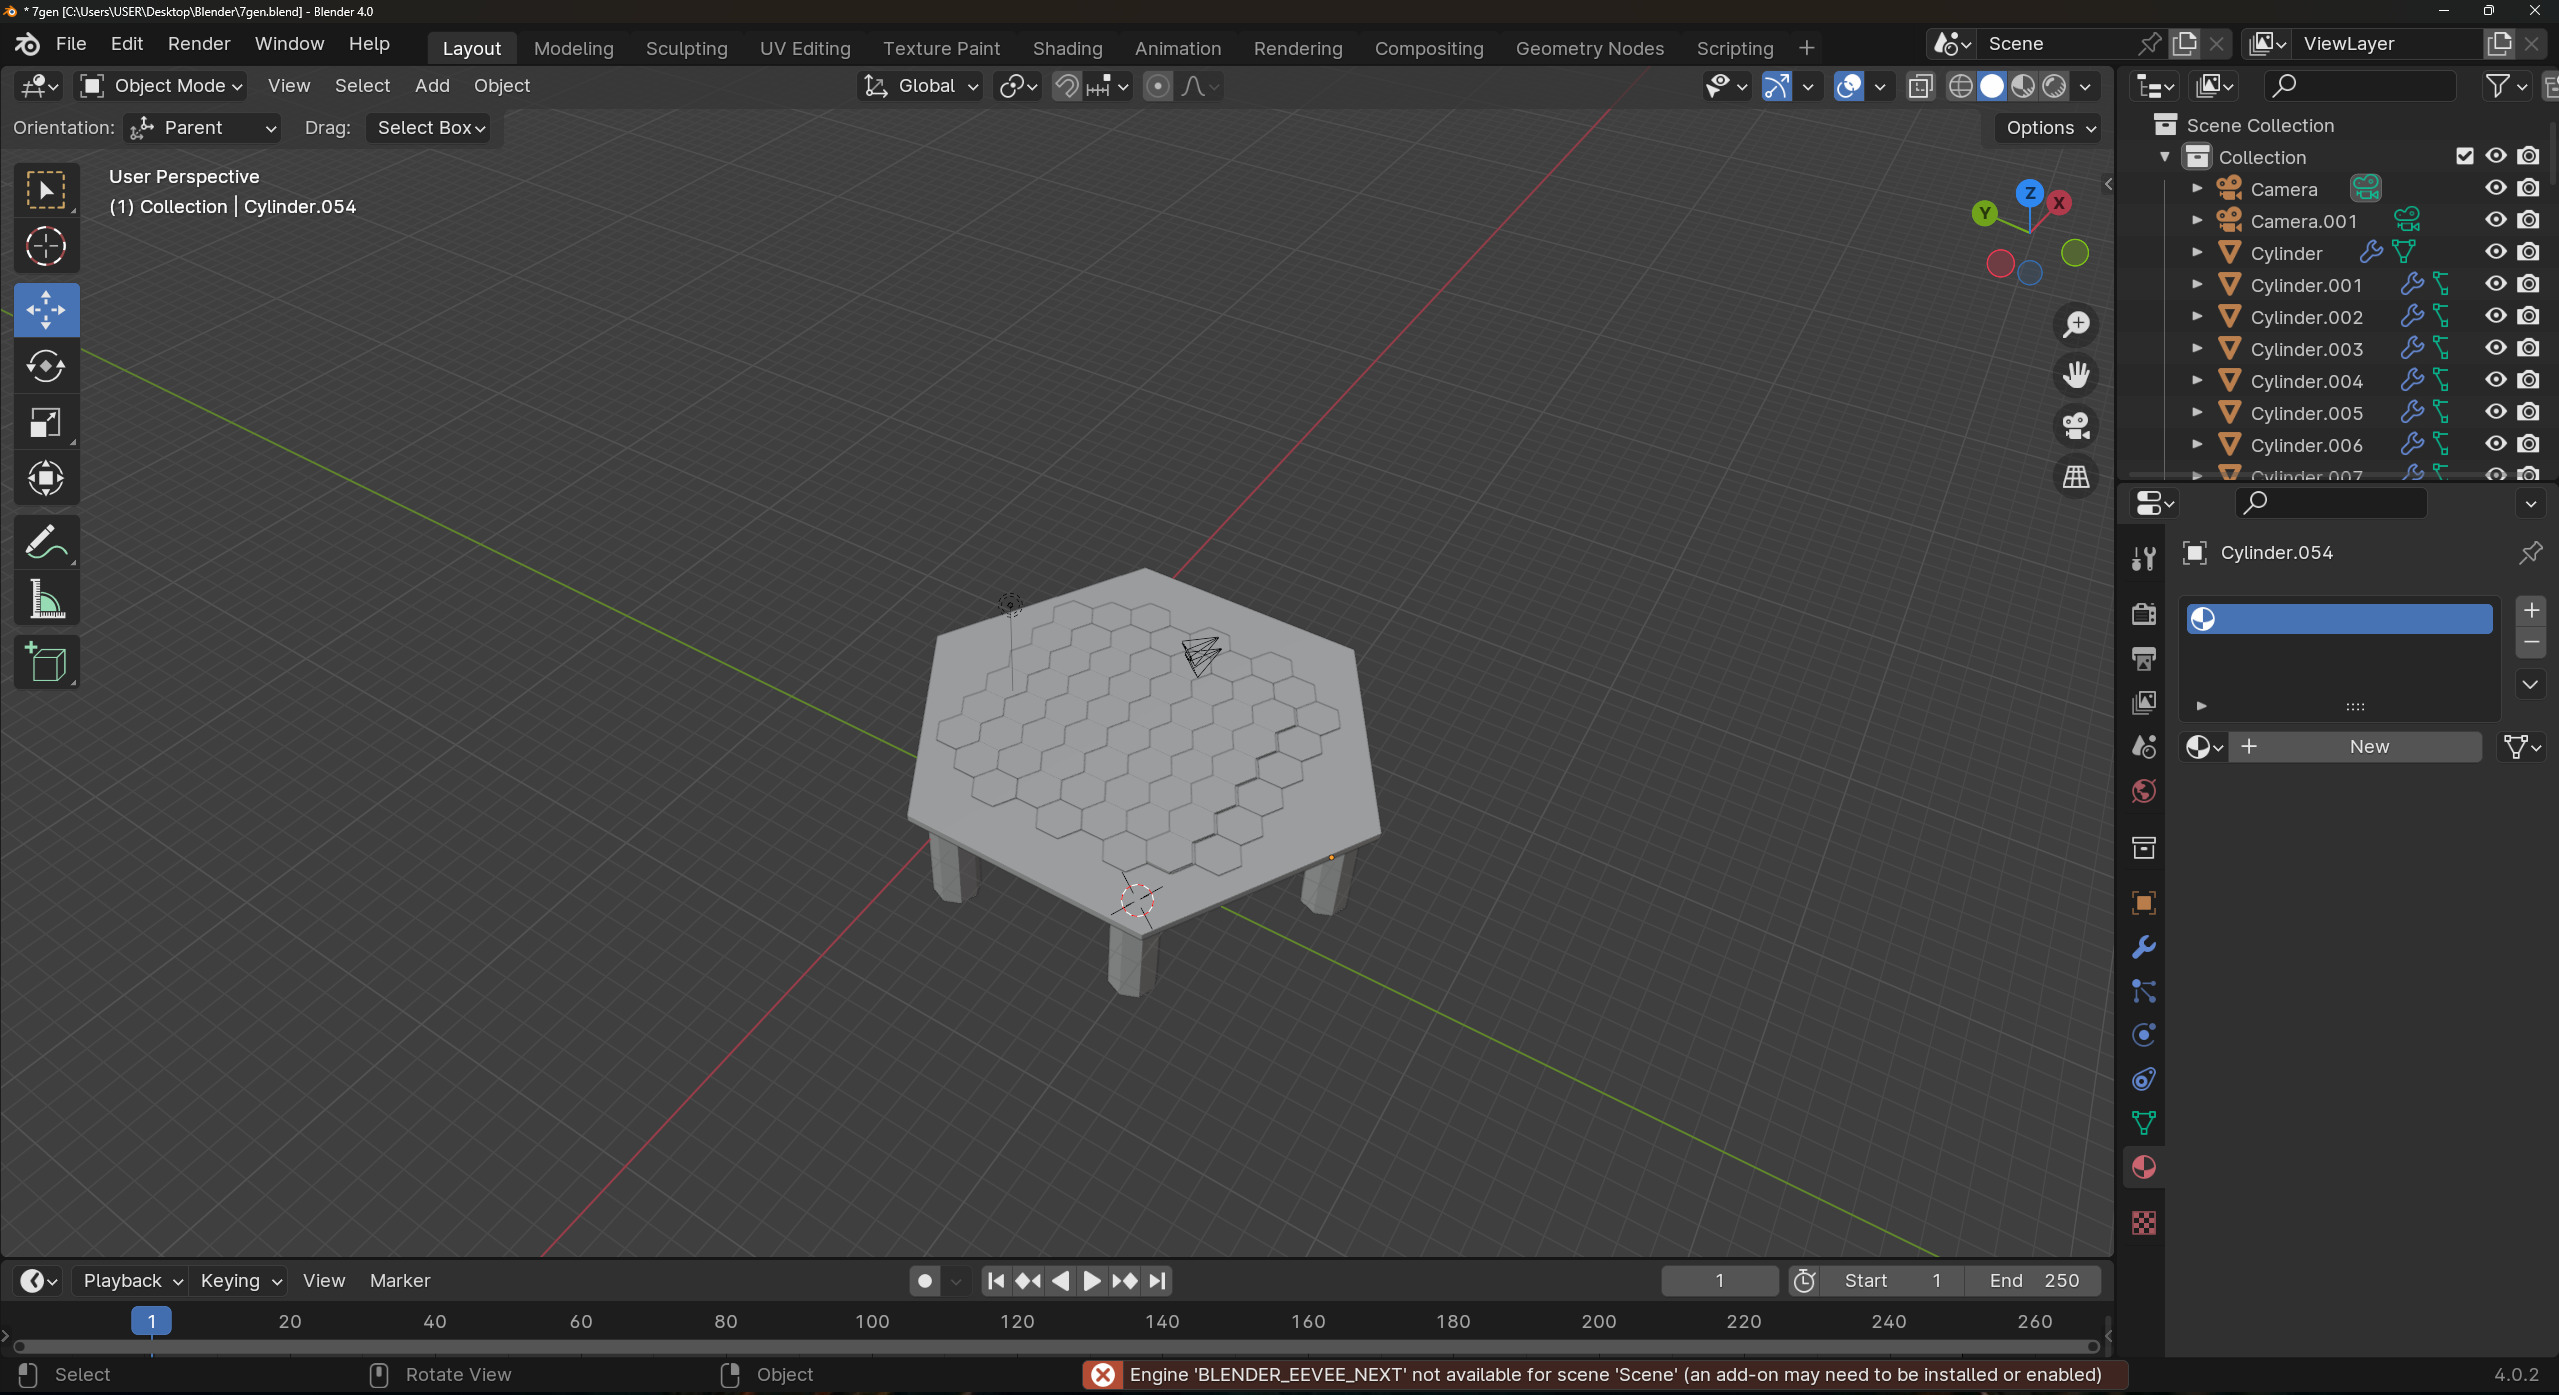 * 7gen [C:\Users\USER\Desktop\Blender\7gen.blend] - Blender 4.0
File Edit Render Window Help Layout Modeling Sculpting UV Editing Texture Paint Shading Animation Rendering Compositing Geometry Nodes Scripting + Scene ViewLayer
Object Mode View Select Add Object Global
Orientation: Parent Drag: Select Box Options
User Perspective
(1) Collection | Cylinder.054
Z
X
Y
Scene Collection
Collection
Camera
Camera.001
Cylinder
Cylinder.001
Cylinder.002
Cylinder.003
Cylinder.004
Cylinder.005
Cylinder.006
Cylinder.007
Cylinder.054
New
Playback Keying View Marker 1 Start 1 End 250
1 20 40 60 80 100 120 140 160 180 200 220 240 260
Select Rotate View Object Engine 'BLENDER_EEVEE_NEXT' not available for scene 'Scene' (an add-on may need to be installed or enabled) 4.0.2